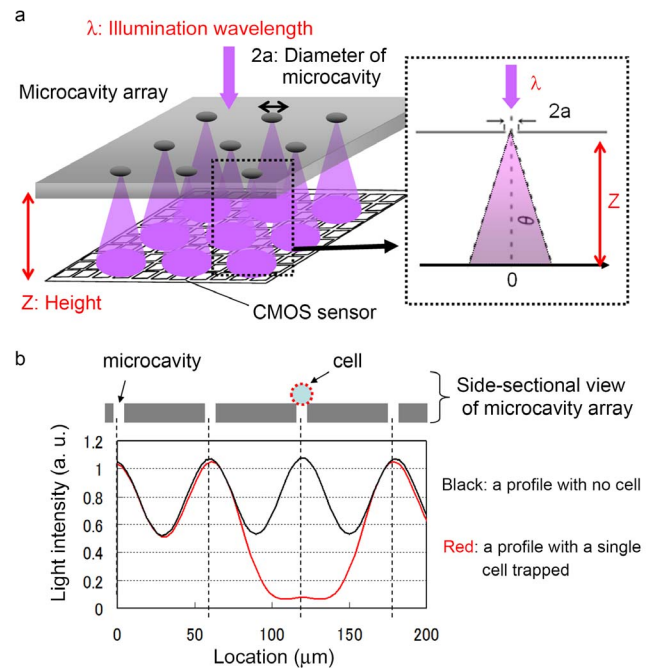 a
λ: Illumination wavelength
2a: Diameter of
microcavity
Microcavity array
Z: Height
CMOS sensor
λ
2a
Z
θ
0
b
microcavity
cell
Side-sectional view
of microcavity array
Light intensity (a. u.)
1.2
1
0.8
0.6
0.4
0.2
0
0
50
100
150
200
Location (μm)
Black: a profile with no cell
Red: a profile with a single
cell trapped